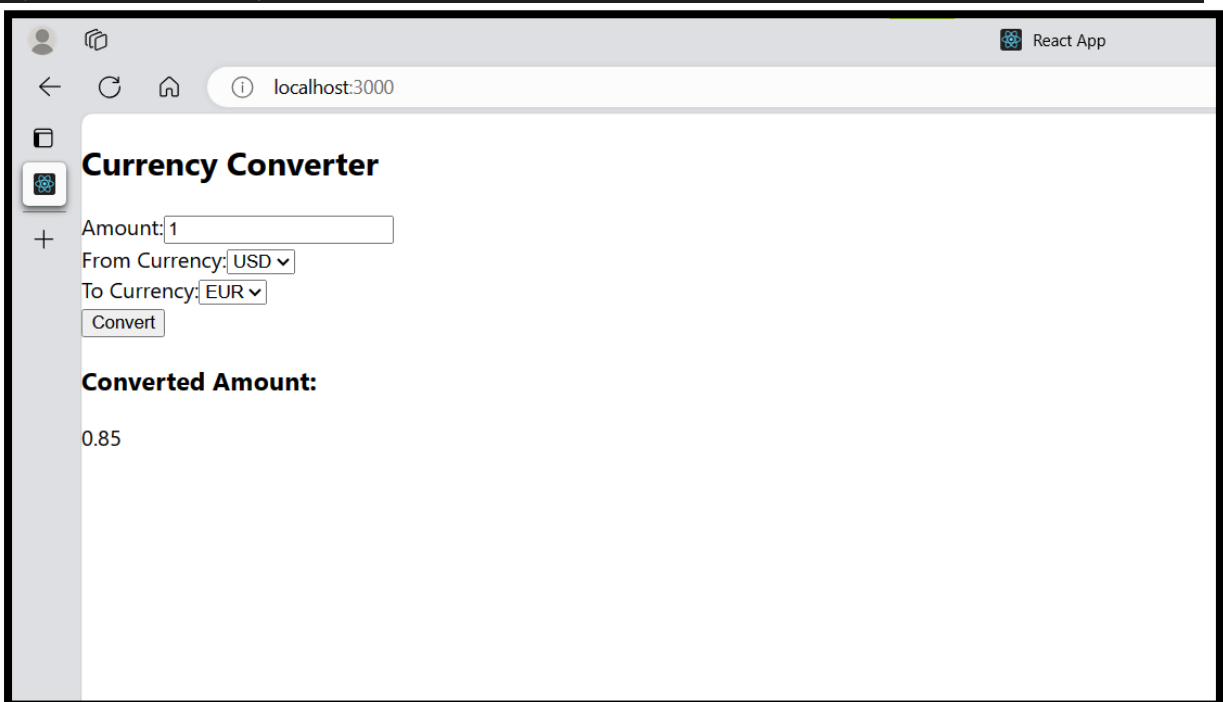 React App
localhost:3000
Currency Converter
Amount:1
From Currency:USD
To Currency:EUR
Convert
Converted Amount:
0.85